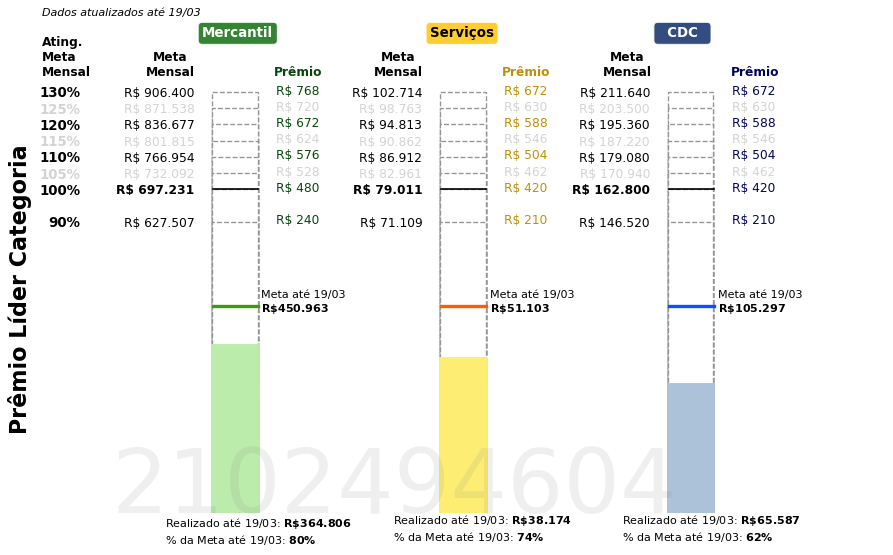 Dados atualizados até 19/03
Mercantil Serviços CDC
Ating. Meta Mensal
Meta Mensal Prêmio Meta Mensal Prêmio Meta Mensal Prêmio
130% R$ 906.400 R$ 768 R$ 102.714 R$ 672 R$ 211.640 R$ 672
125% R$ 871.538 R$ 720 R$ 98.763 R$ 630 R$ 203.500 R$ 630
120% R$ 836.677 R$ 672 R$ 94.813 R$ 588 R$ 195.360 R$ 588
115% R$ 801.815 R$ 624 R$ 90.862 R$ 546 R$ 187.220 R$ 546
110% R$ 766.954 R$ 576 R$ 86.912 R$ 504 R$ 179.080 R$ 504
105% R$ 732.092 R$ 528 R$ 82.961 R$ 462 R$ 170.940 R$ 462
100% R$ 697.231 R$ 480 R$ 79.011 R$ 420 R$ 162.800 R$ 420
90% R$ 627.507 R$ 240 R$ 71.109 R$ 210 R$ 146.520 R$ 210
Prêmio Líder Categoria
Meta até 19/03 Meta até 19/03 Meta até 19/03
R$450.963 R$51.103 R$105.297
2102494604
Realizado até 19/03: R$364.806 Realizado até 19/03: R$38.174 Realizado até 19/03: R$65.587
% da Meta até 19/03: 80% % da Meta até 19/03: 74% % da Meta até 19/03: 62%